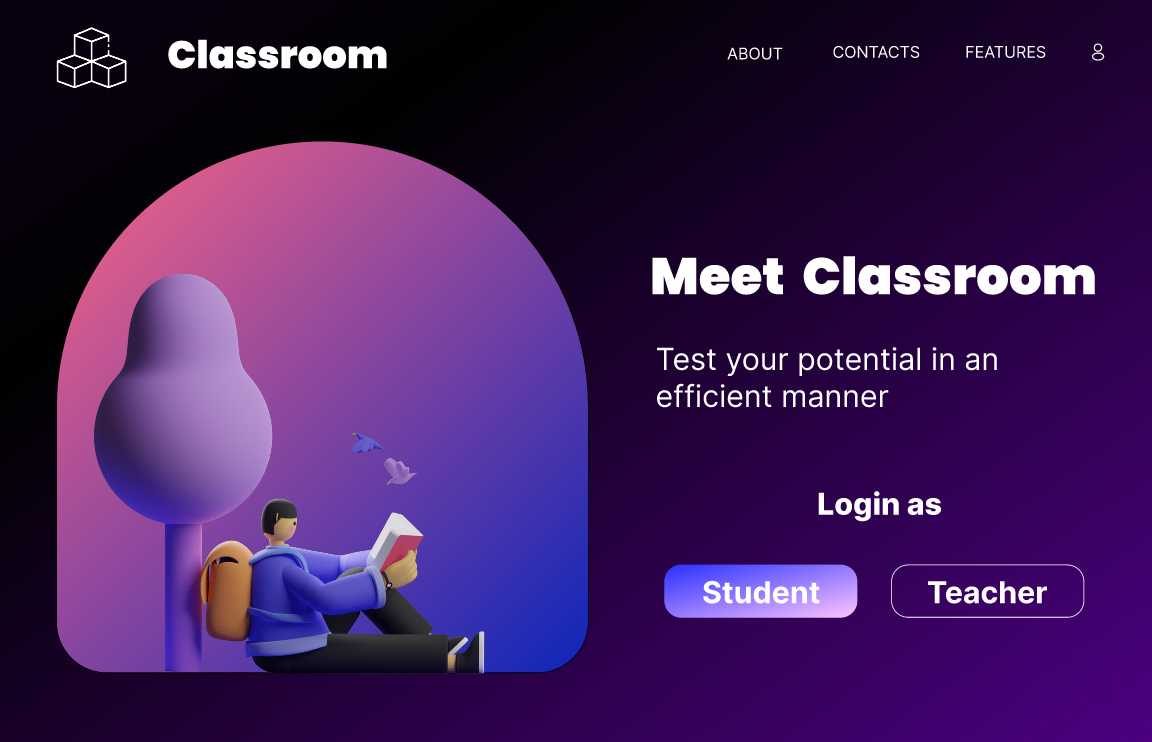 Classroom
ABOUT
CONTACTS
FEATURES
Meet Classroom
Test your potential in an
efficient manner
Login as
Student
Teacher